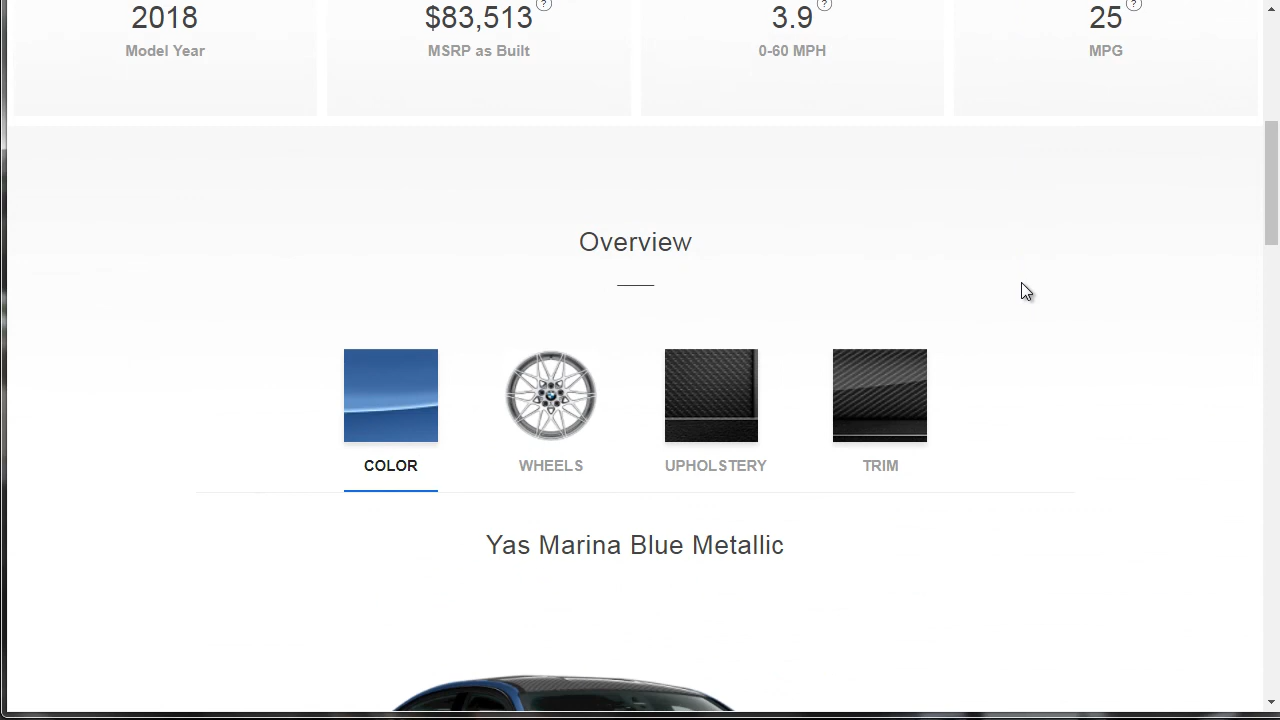 2018
$83,513 ?
3.9 ?
25 ?
Model Year
MSRP as Built
0-60 MPH
MPG
Overview
COLOR
WHEELS
UPHOLSTERY
TRIM
Yas Marina Blue Metallic